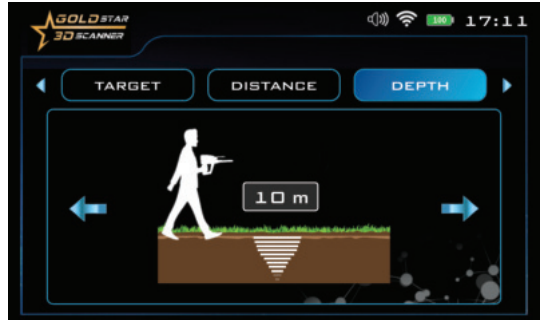 GOLD STAR
3D SCANNER
100 17:11
TARGET DISTANCE DEPTH
10 m